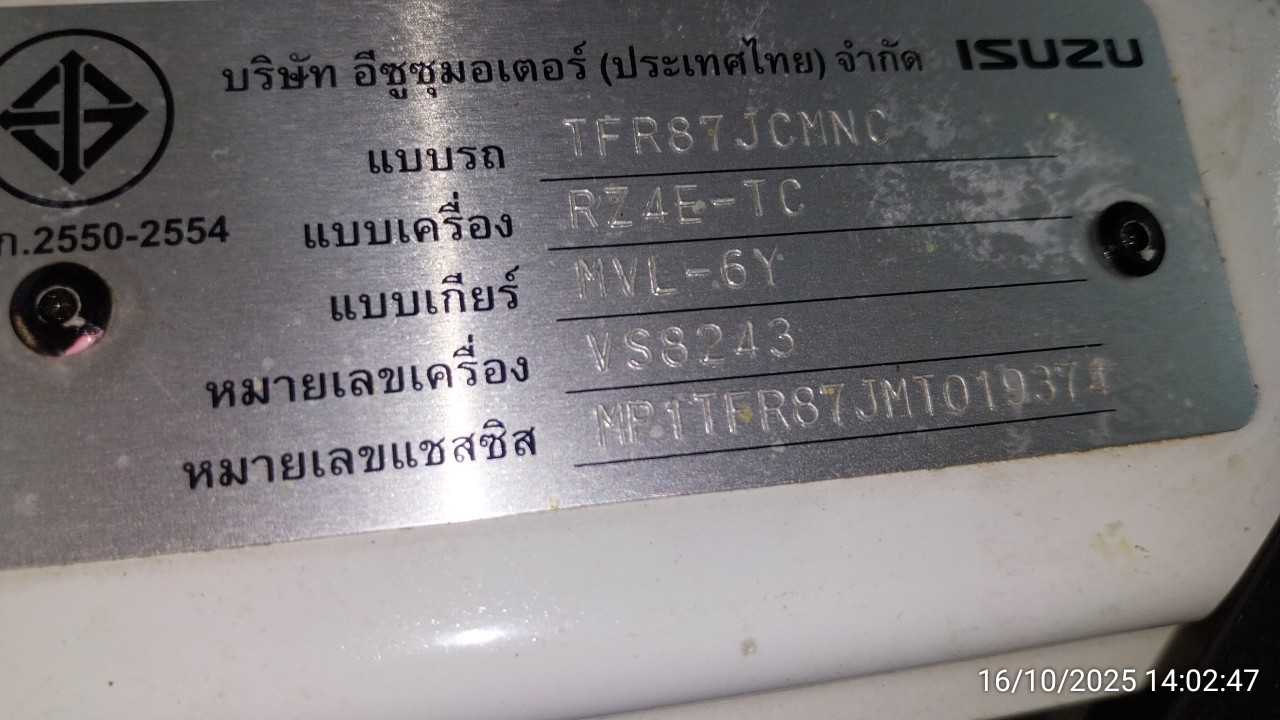 บริษัท อีซูซุมอเตอร์ (ประเทศไทย) จำกัด ISUZU
แบบรถ TFR87JCMNC
ก.2550-2554
แบบเครื่อง RZ4E-TC
แบบเกียร์ MVL-6Y
หมายเลขเครื่อง VS8243
หมายเลขแชสซิส MP1TFR87JMT019374
16/10/2025 14:02:47